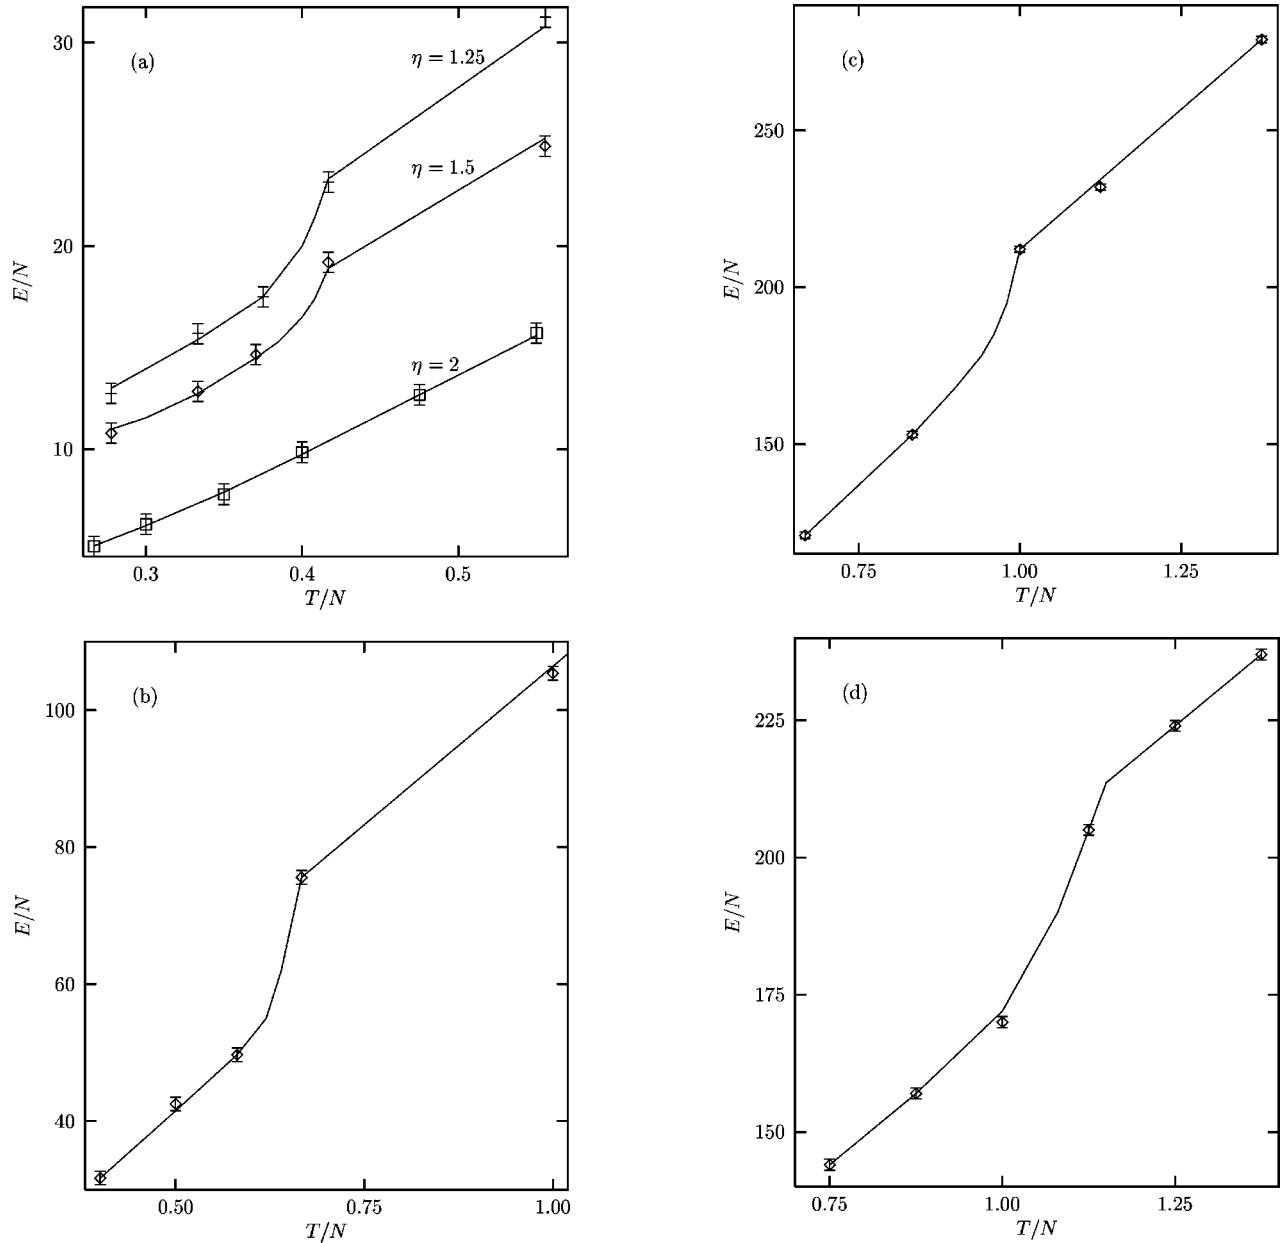 (a)
η = 1.25
η = 1.5
η = 2
30
20
10
E/N
0.3 0.4 0.5
T/N
(c)
250
200
150
E/N
0.75 1.00 1.25
T/N
(b)
100
80
60
40
E/N
0.50 0.75 1.00
T/N
(d)
225
200
175
150
E/N
0.75 1.00 1.25
T/N